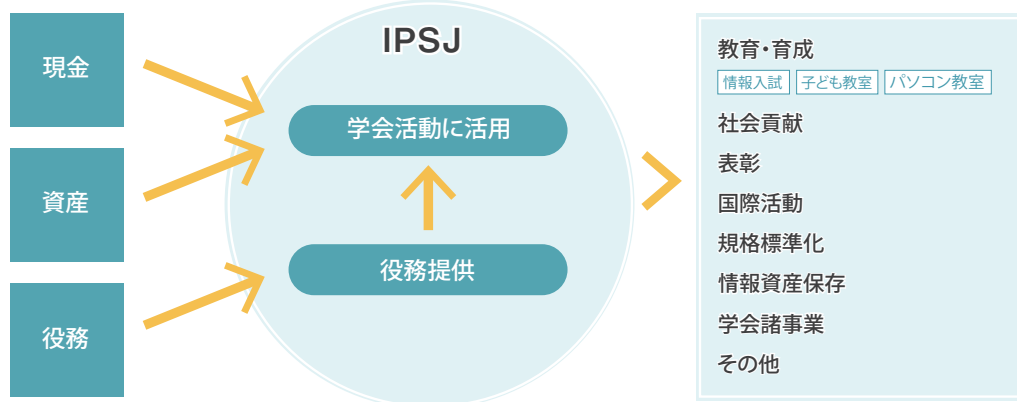 現金
資産
役務
IPSJ
学会活動に活用
役務提供
教育・育成
情報入試 子ども教室 パソコン教室
社会貢献
表彰
国際活動
規格標準化
情報資産保存
学会諸事業
その他